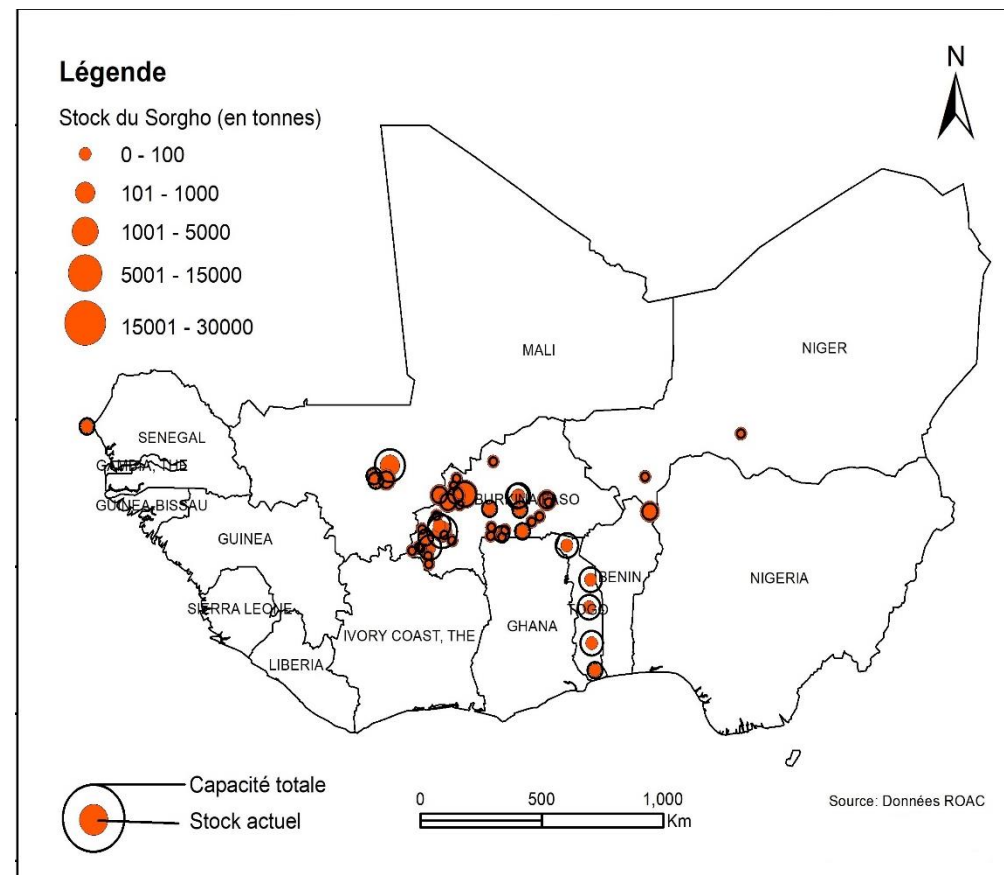 Légende
N
Stock du Sorgho (en tonnes)
0 - 100
101 - 1000
1001 - 5000
5001 - 15000
15001 - 30000
MALI
NIGER
SENEGAL
GAMBIA, THE
GUINEA-BISSAU
BURKINA FASO
GUINEA
BENIN
NIGERIA
SIERRA LEONE
TOGO
IVORY COAST, THE
GHANA
LIBERIA
Capacité totale
Stock actuel
0 500 1,000
Km
Source: Données ROAC